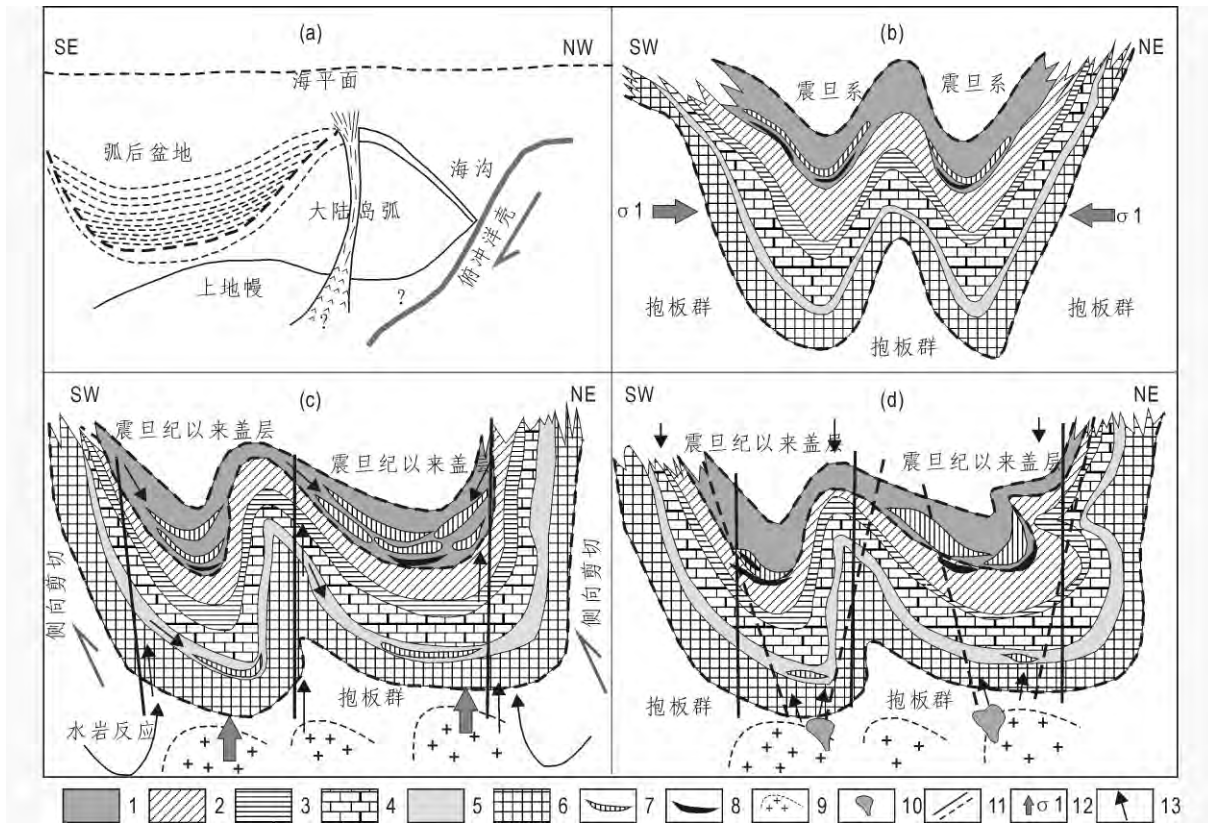 (a)
SE
NW
海平面
弧后盆地
海沟
大陆岛弧
俯冲洋壳
上地幔
?
?
(b)
SW
NE
震旦系
震旦系
σ1
σ1
抱板群
抱板群
抱板群
(c)
SW
NE
震旦纪以来盖层
震旦纪以来盖层
侧向剪切
侧向剪切
抱板群
水岩反应
(d)
SW
NE
震旦纪以来盖层
震旦纪以来盖层
抱板群
抱板群
1 2 3 4 5 6 7 8 9 10 11 σ1 12 13